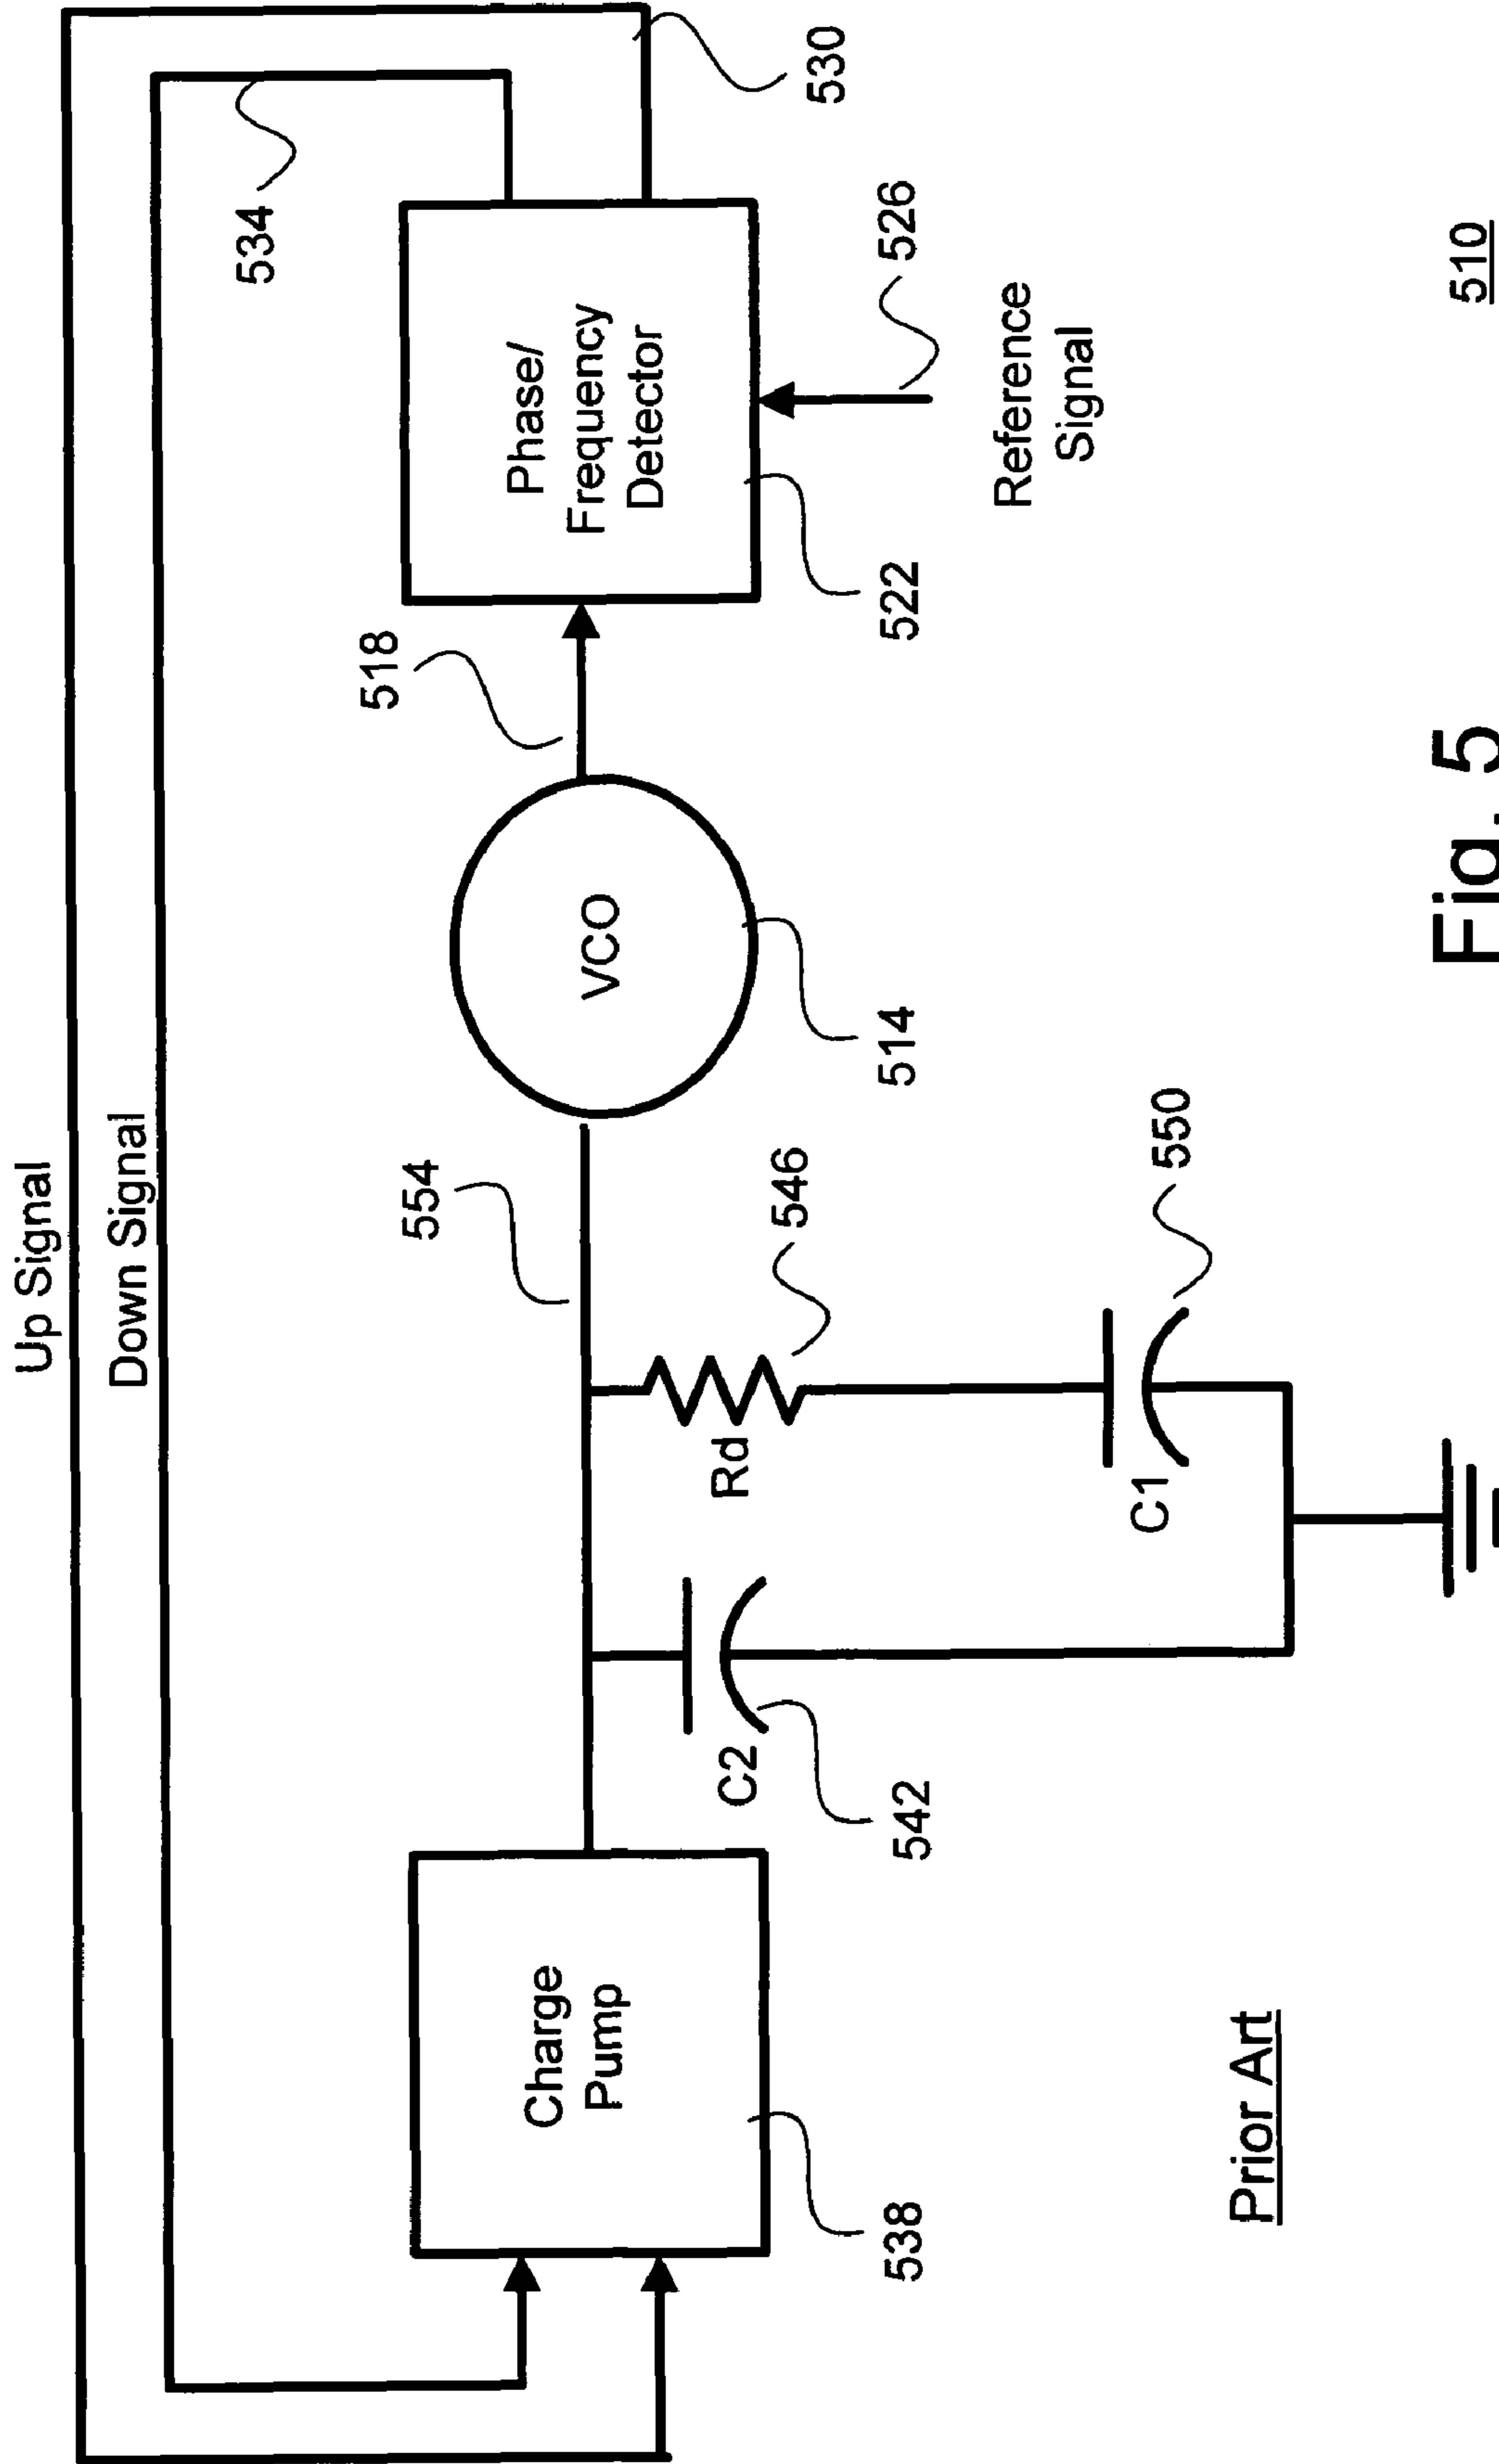 Up Signal
Down Signal
534
530
518
554
Charge
Pump
VCO
Phase/
Frequency
Detector
C2
Rd
546
538
542
514
522
526
Reference
Signal
C1
550
Prior Art
510
Fig. 5